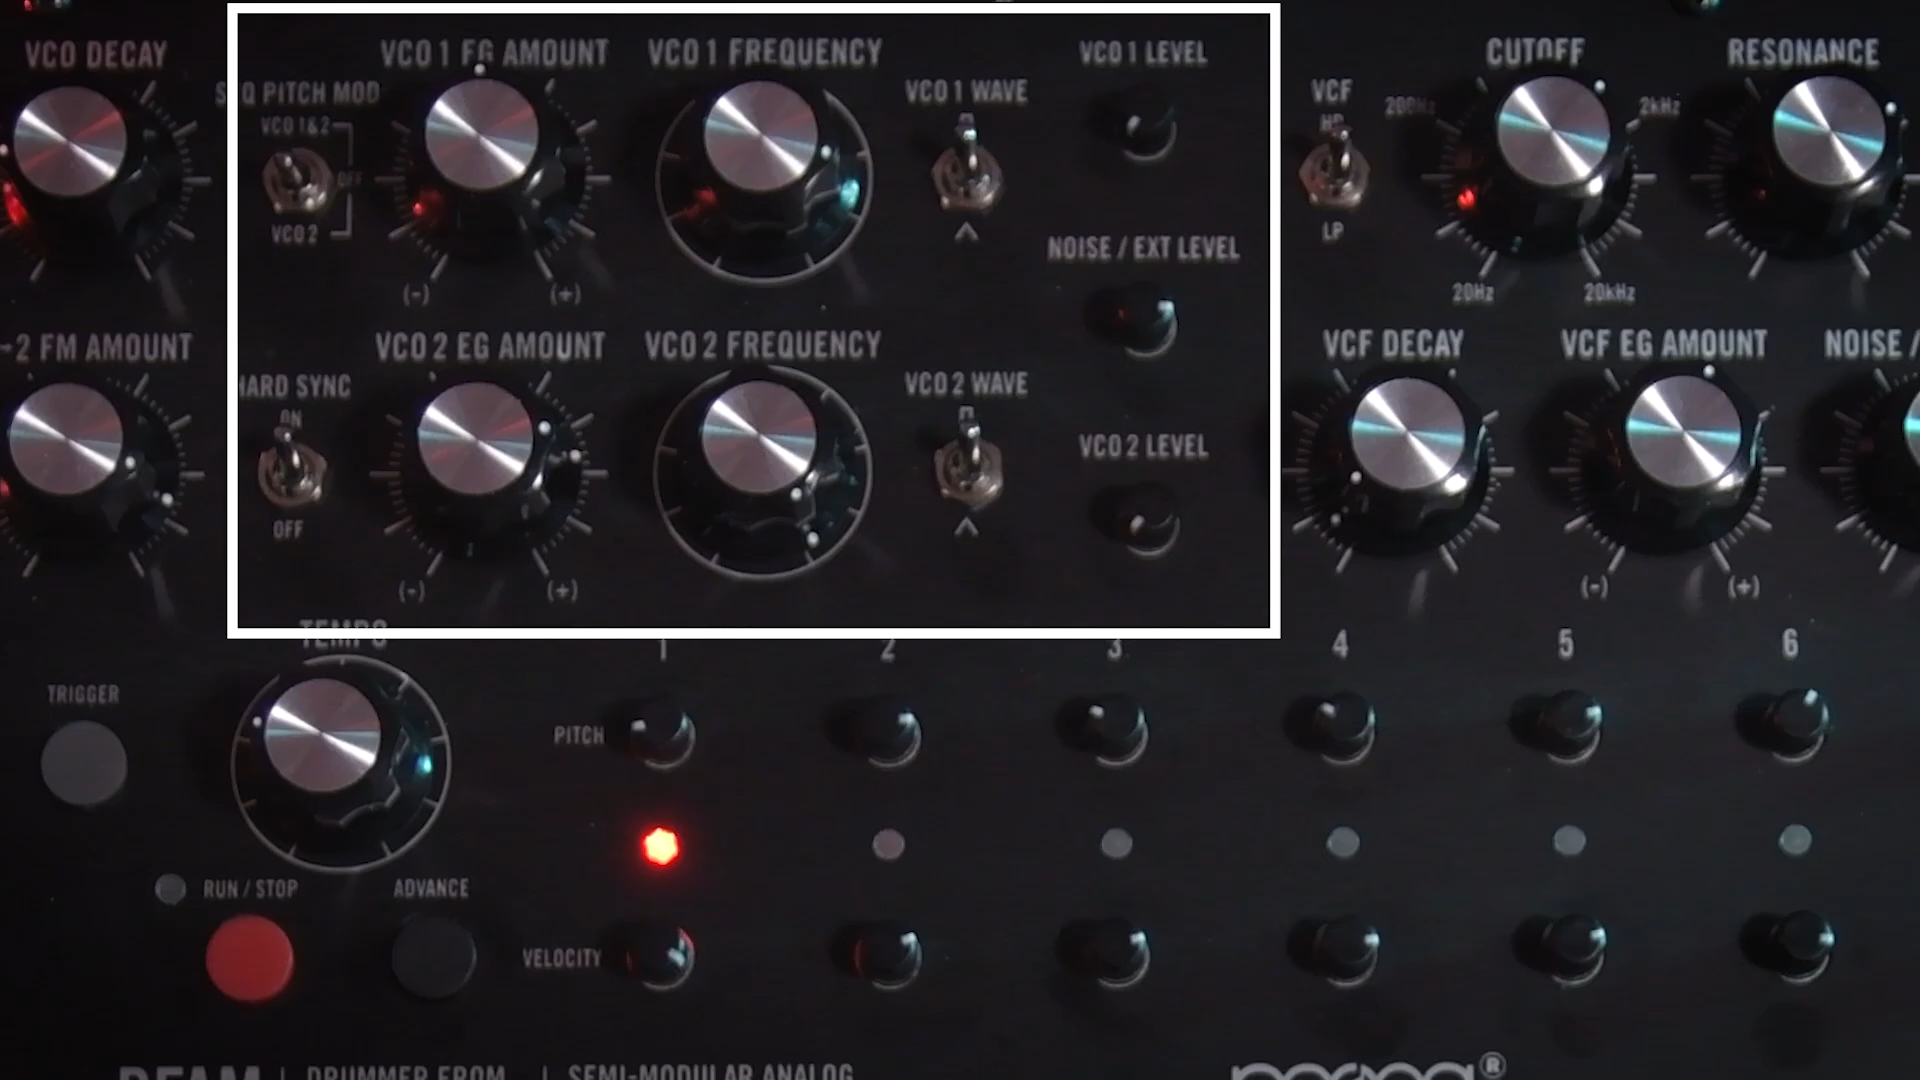 VCO DECAY
VCO 1 EG AMOUNT
VCO 1 FREQUENCY
VCO 1 LEVEL
CUTOFF
RESONANCE
SEQ PITCH MOD
VCO 1 WAVE
VCF
VCO 1&2
HP
200Hz
2kHz
OFF
VCO 2
LP
NOISE / EXT LEVEL
(-)
(+)
20Hz
20kHz
-2 FM AMOUNT
VCO 2 EG AMOUNT
VCO 2 FREQUENCY
VCF DECAY
VCF EG AMOUNT
NOISE /
HARD SYNC
VCO 2 WAVE
ON
VCO 2 LEVEL
OFF
(-)
(+)
(-)
(+)
TEMPO
1
2
3
4
5
6
TRIGGER
PITCH
RUN / STOP
ADVANCE
VELOCITY
DFAM
DRUMMER FROM
SEMI-MODULAR ANALOG
moog®